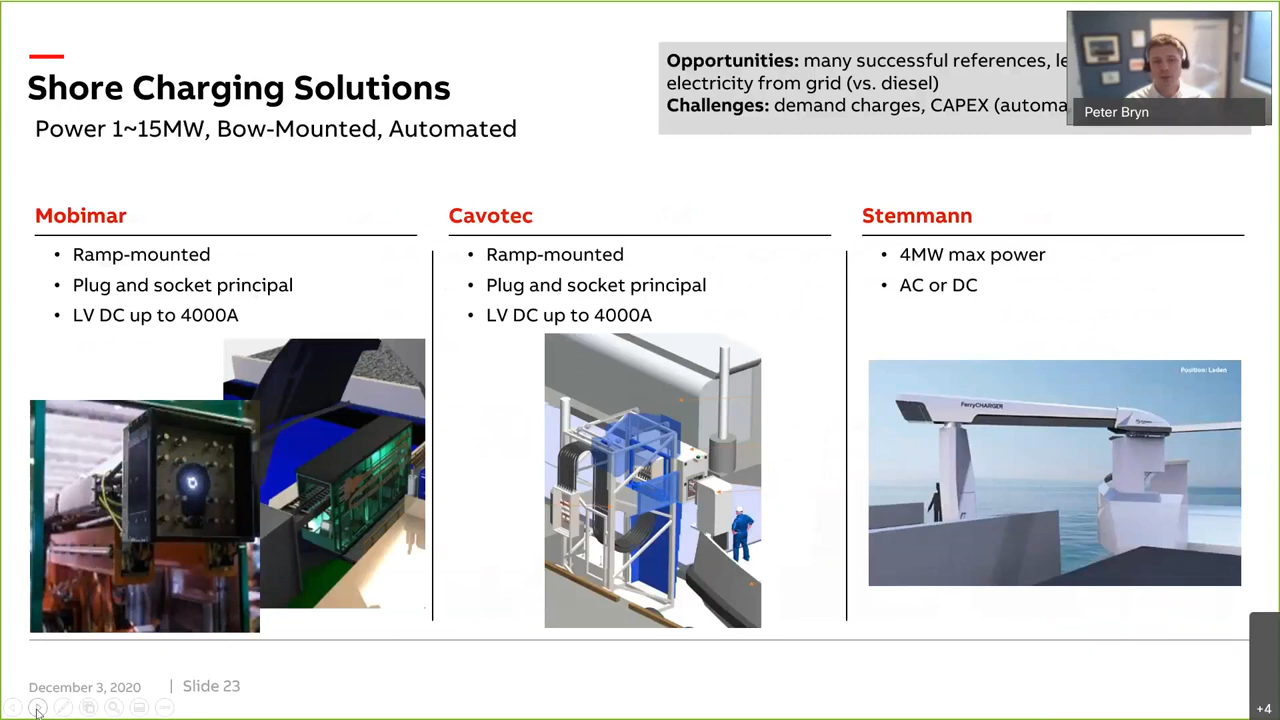 Shore Charging Solutions
Power 1~15MW, Bow-Mounted, Automated
Opportunities: many successful references,
electricity from grid (vs. diesel)
Challenges: demand charges, CAPEX
Peter Bryn
Mobimar
• Ramp-mounted
• Plug and socket principal
• LV DC up to 4000A
Cavotec
• Ramp-mounted
• Plug and socket principal
• LV DC up to 4000A
Stemmann
• 4MW max power
• AC or DC
Position: Laden
FerryCHARGER
December 3, 2020 | Slide 23
+4